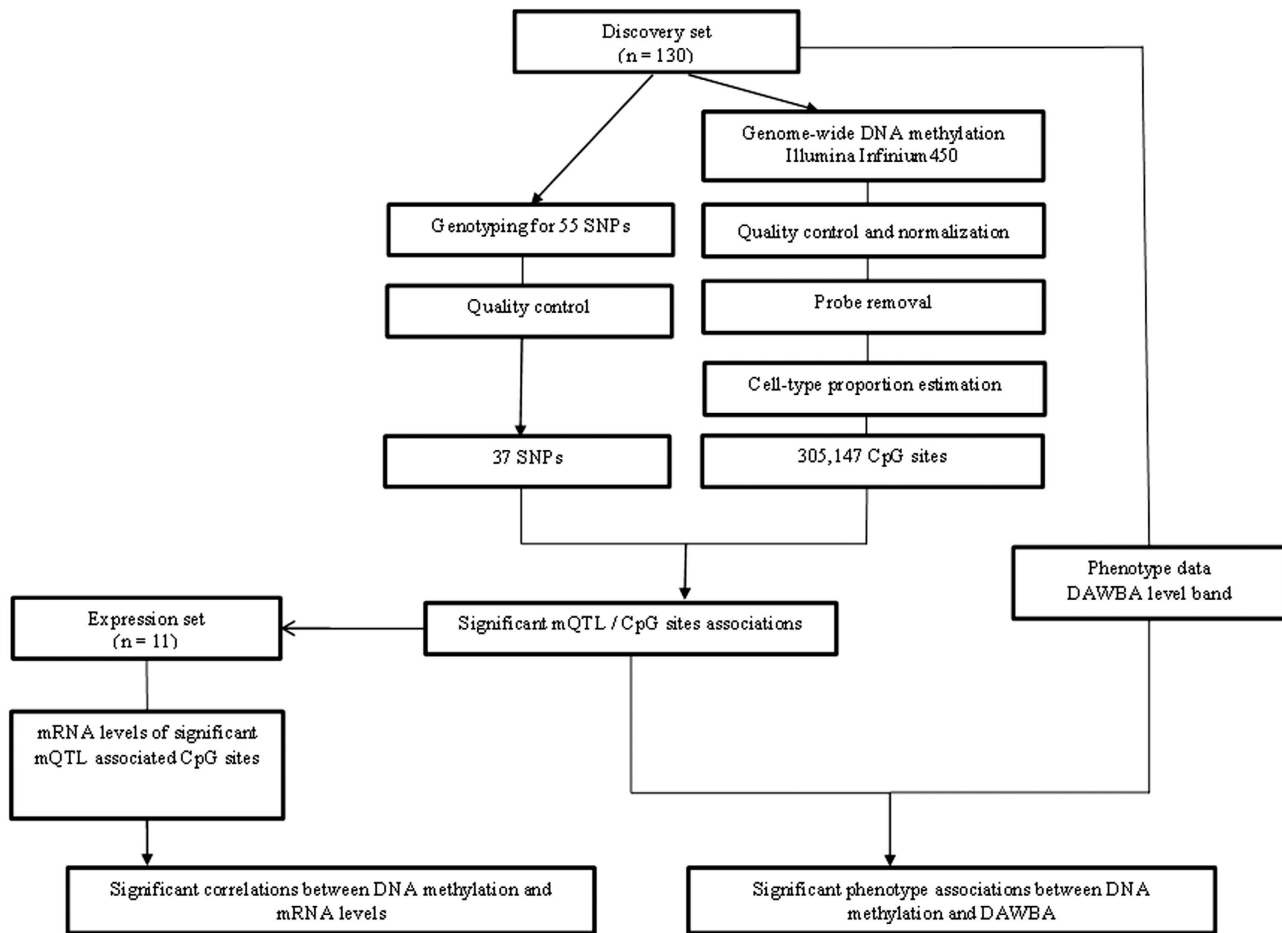 Discovery set
(n = 130)
Genome-wide DNA methylation
Illumina Infinium 450
Genotyping for 55 SNPs
Quality control and normalization
Quality control
Probe removal
Cell-type proportion estimation
37 SNPs
305,147 CpG sites
Phenotype data
DAWBA level band
Expression set
(n = 11)
Significant mQTL / CpG sites associations
mRNA levels of significant
mQTL associated CpG sites
Significant correlations between DNA methylation and
mRNA levels
Significant phenotype associations between DNA
methylation and DAWBA